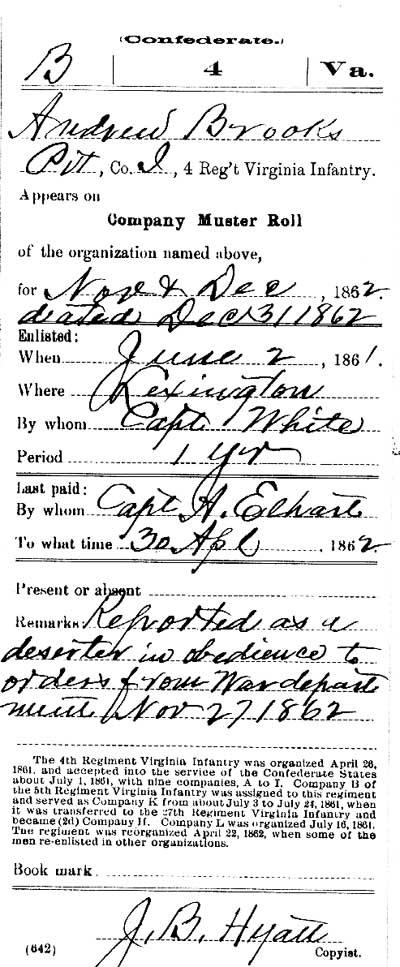 (Confederate.)
B | 4 | Va.
Andrew Brooks
Pvt, Co. I, 4 Reg't Virginia Infantry.
Appears on
Company Muster Roll
of the organization named above,
for Nov & Dec, 1862.
dated Dec 31 1862
Enlisted:
When June 2, 1861.
Where Lexington
By whom Capt White
Period 1 yr
Last paid:
By whom Capt A. Elhart
To what time 30 Apl, 1862.
Present or absent
Remarks Reported as a
deserter in obedience to
orders from War depart
ment Nov 27 1862
The 4th Regiment Virginia Infantry was organized April 26,
1861, and accepted into the service of the Confederate States
about July 1, 1861, with nine companies, A to I. Company B of
the 5th Regiment Virginia Infantry was assigned to this regiment
and served as Company K from about July 3 to July 24, 1861, when
it was transferred to the 27th Regiment Virginia Infantry and
became (2d) Company H. Company L was organized July 16, 1861.
The regiment was reorganized April 22, 1862, when some of the
men re-enlisted in other organizations.
Book mark
J. B. Hyatt
(642) Copyist.